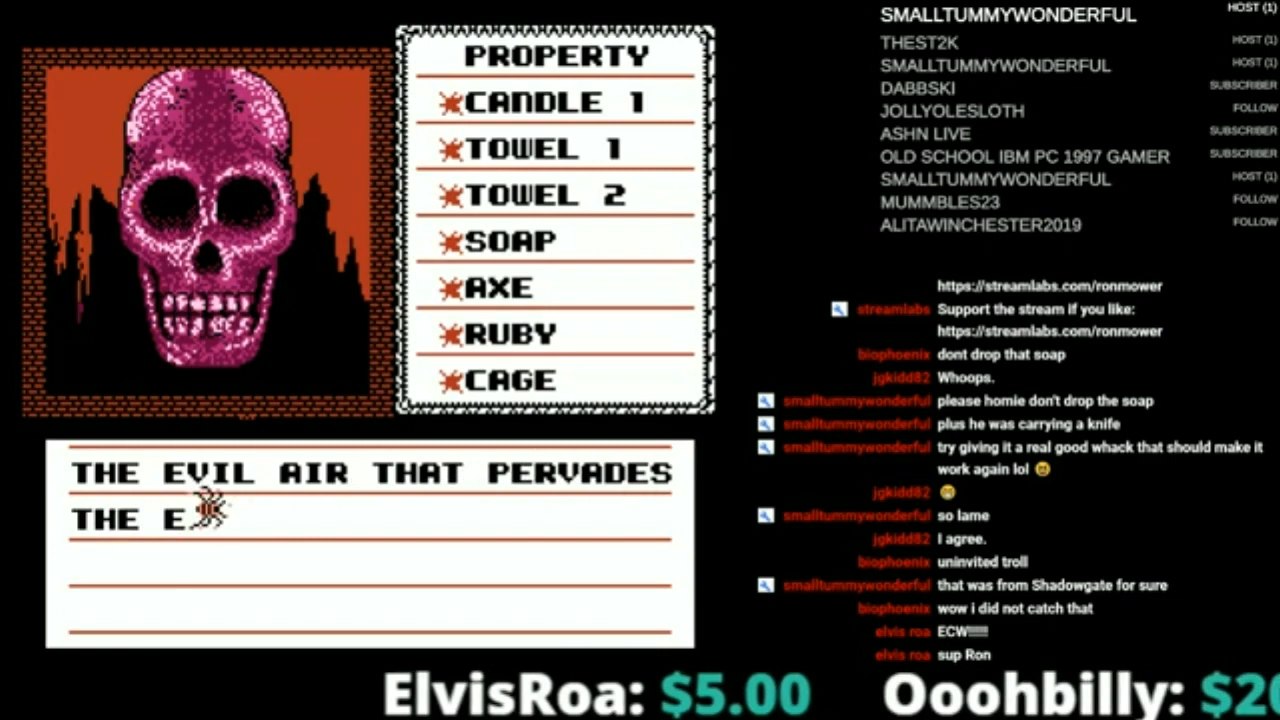 PROPERTY
CANDLE 1
TOWEL 1
TOWEL 2
SOAP
AXE
RUBY
CAGE
THE EVIL AIR THAT PERVADES
THE E
SMALLTUMMYWONDERFUL HOST (1)
THEST2K HOST (1)
SMALLTUMMYWONDERFUL HOST (1)
DABBSKI SUBSCRIBER
JOLLYOLESLOTH FOLLOW
ASHN LIVE SUBSCRIBER
OLD SCHOOL IBM PC 1997 GAMER SUBSCRIBER
SMALLTUMMYWONDERFUL HOST (1)
MUMMBLES23 FOLLOW
ALITAWINCHESTER2019 FOLLOW
https://streamlabs.com/ronmower
streamlabs Support the stream if you like:
https://streamlabs.com/ronmower
biophoenix dont drop that soap
jgkidd82 Whoops.
smalltummywonderful please homie don't drop the soap
smalltummywonderful plus he was carrying a knife
smalltummywonderful try giving it a real good whack that should make it
work again lol
jgkidd82
smalltummywonderful so lame
jgkidd82 I agree.
biophoenix uninvited troll
smalltummywonderful that was from Shadowgate for sure
biophoenix wow i did not catch that
elvis roa ECW!!!!!!
elvis roa sup Ron
ElvisRoa: $5.00 Ooohbilly: $20